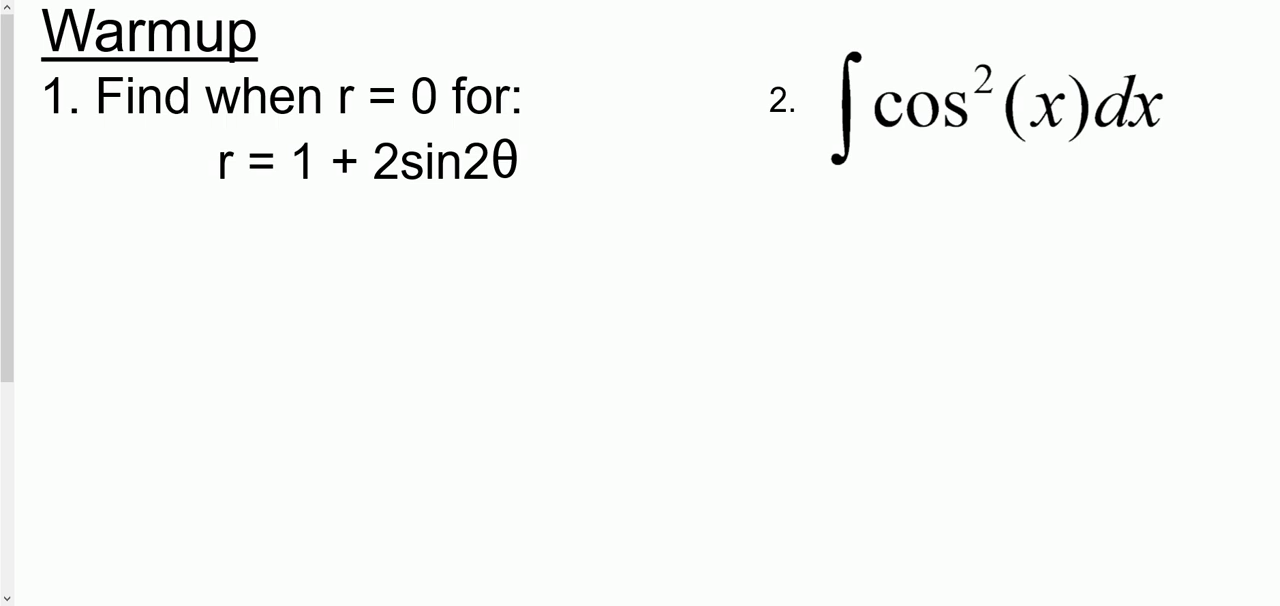 Warmup
1. Find when r = 0 for:
r = 1 + 2sin2θ
2. ∫cos²(x)dx